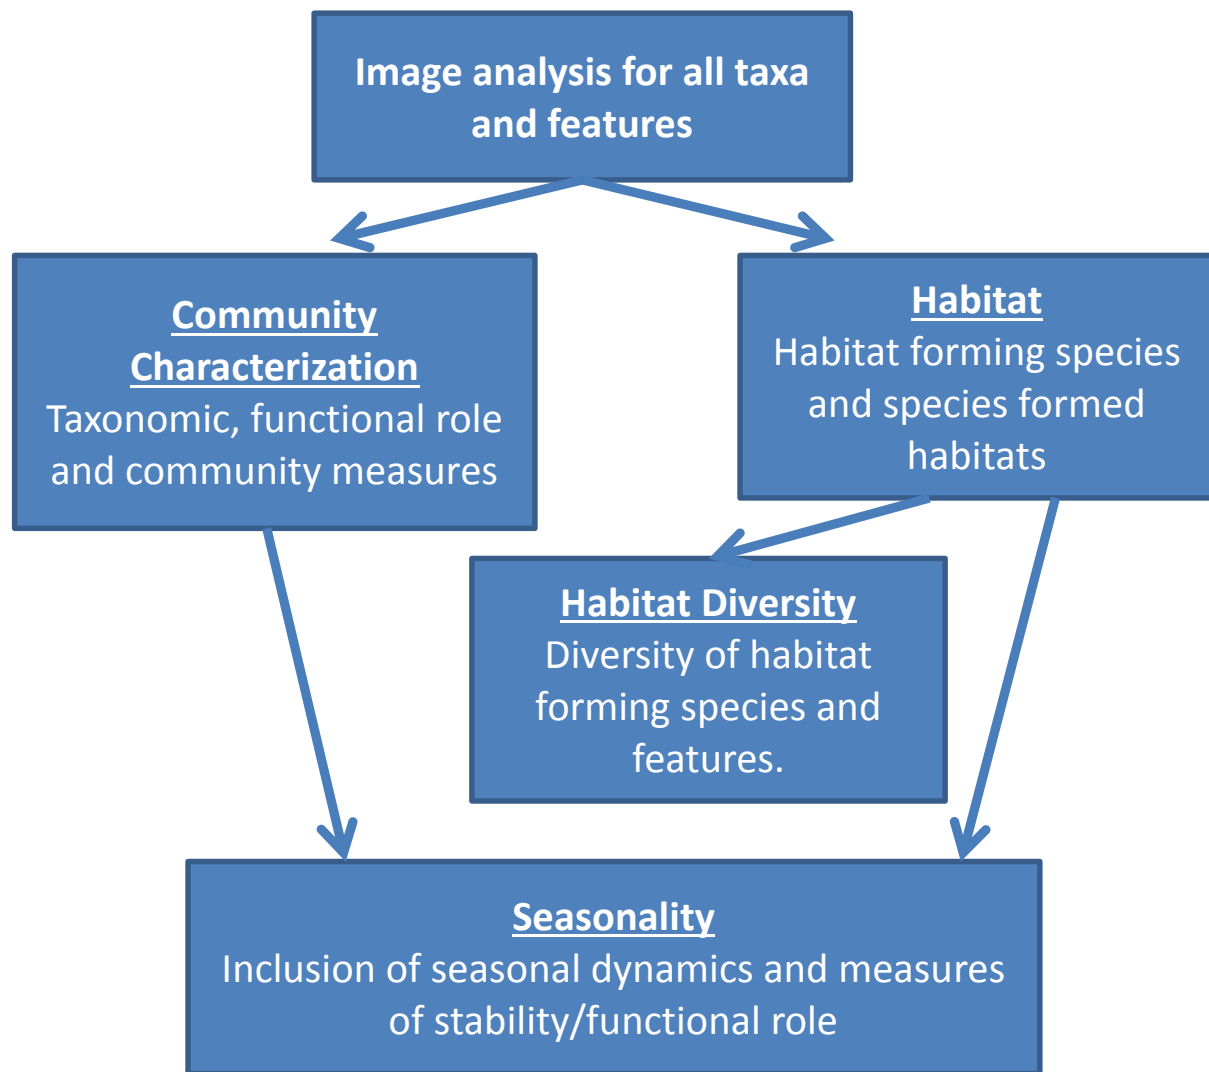 Image analysis for all taxa
and features
Community
Characterization
Taxonomic, functional role
and community measures
Habitat
Habitat forming species
and species formed
habitats
Habitat Diversity
Diversity of habitat
forming species and
features.
Seasonality
Inclusion of seasonal dynamics and measures
of stability/functional role